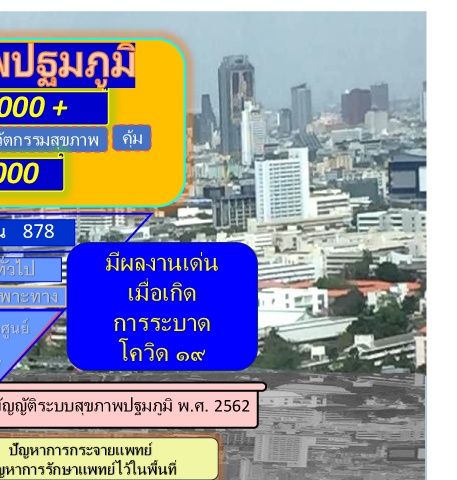 พปฐมภูมิ
000 +
วัตกรรมสุขภาพ คุ้ม
000
น 878
ทั่วไป
พาะทาง
ศูนย์
มีผลงานเด่น
เมื่อเกิด
การระบาด
โควิด ๑๙
บัญญัติระบบสุขภาพปฐมภูมิ พ.ศ. 2562
ปัญหาการกระจายแพทย์
ญหาการรักษาแพทย์ไว้ในพื้นที่